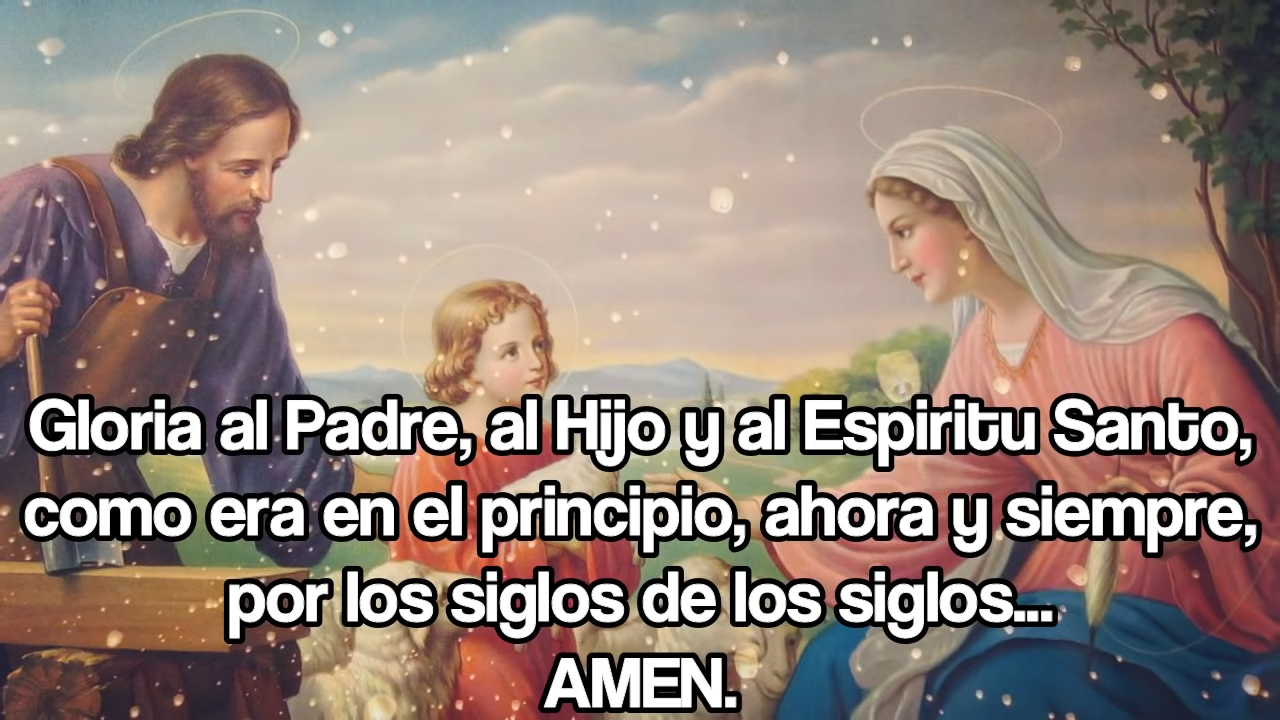 Gloria al Padre, al Hijo y al Espiritu Santo,
como era en el principio, ahora y siempre,
por los siglos de los siglos...
AMEN.